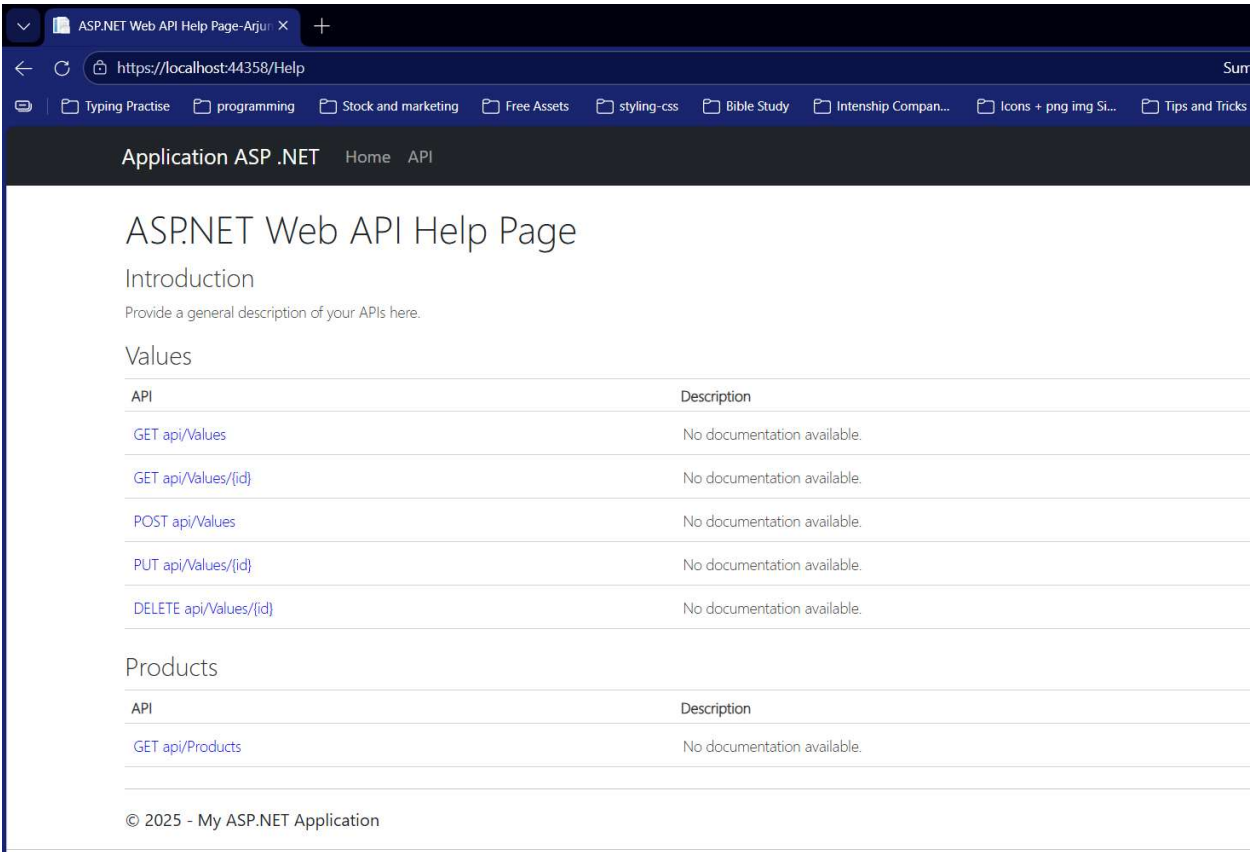 ASP.NET Web API Help Page-Arjun
https://localhost:44358/Help
Sum
Typing Practise programming Stock and marketing Free Assets styling-css Bible Study Intenship Compan... Icons + png img Si... Tips and Tricks
Application ASP .NET Home API
ASP.NET Web API Help Page
Introduction
Provide a general description of your APIs here.
Values
API Description
GET api/Values No documentation available.
GET api/Values/{id} No documentation available.
POST api/Values No documentation available.
PUT api/Values/{id} No documentation available.
DELETE api/Values/{id} No documentation available.
Products
API Description
GET api/Products No documentation available.
© 2025 - My ASP.NET Application